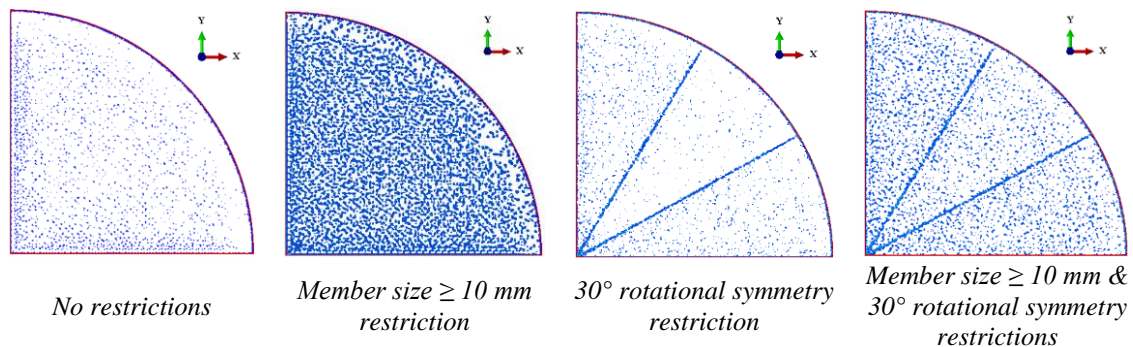 Y
X
Y
X
Y
X
Y
X
No restrictions
Member size ≥ 10 mm
restriction
30° rotational symmetry
restriction
Member size ≥ 10 mm &
30° rotational symmetry
restrictions